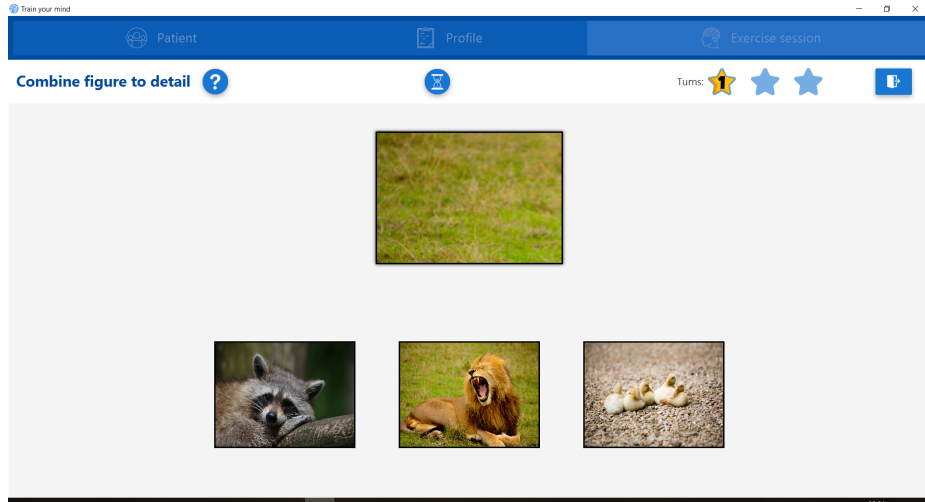 Train your mind
Patient
Profile
Exercise session
Combine figure to detail ?
Turns: 1